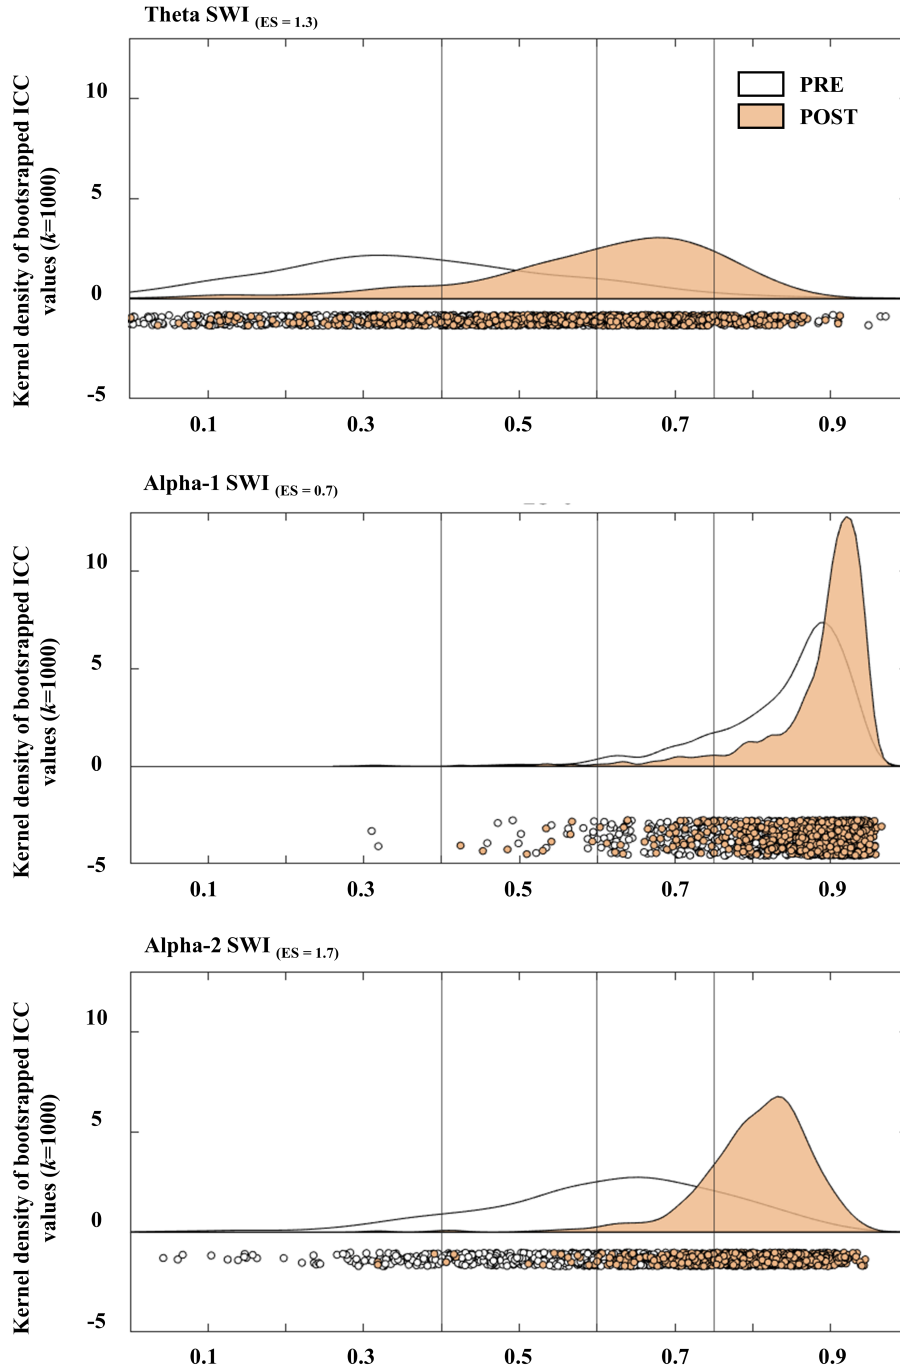 Theta SWI (ES = 1.3)
Kernel density of bootsrapped ICC
values (k=1000)
10
5
0
-5
PRE
POST
0.1 0.3 0.5 0.7 0.9
Alpha-1 SWI (ES = 0.7)
Kernel density of bootsrapped ICC
values (k=1000)
10
5
0
-5
0.1 0.3 0.5 0.7 0.9
Alpha-2 SWI (ES = 1.7)
Kernel density of bootsrapped ICC
values (k=1000)
10
5
0
-5
0.1 0.3 0.5 0.7 0.9